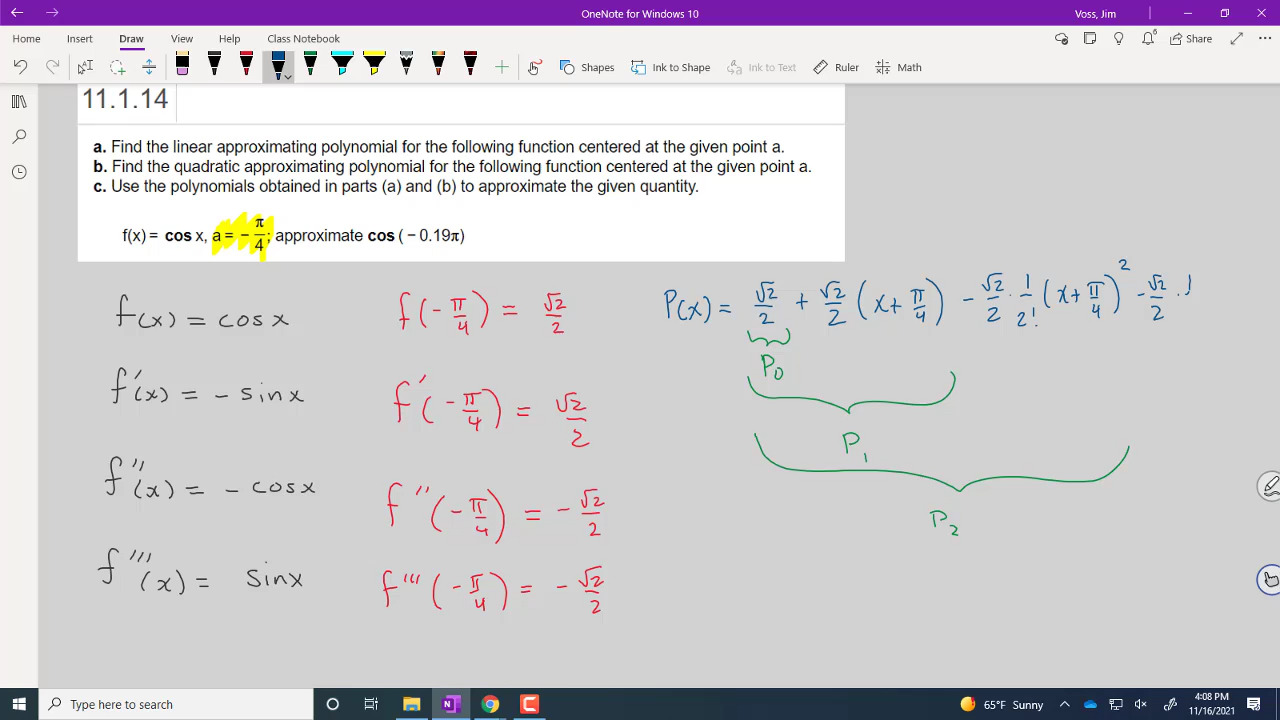 OneNote for Windows 10
Voss, Jim
Home Insert Draw View Help Class Notebook
Share
Shapes Ink to Shape Ink to Text Ruler Math
11.1.14
a. Find the linear approximating polynomial for the following function centered at the given point a.
b. Find the quadratic approximating polynomial for the following function centered at the given point a.
c. Use the polynomials obtained in parts (a) and (b) to approximate the given quantity.
f(x) = cos x, a = − π/4; approximate cos (− 0.19π)
f(x) = cosx
f(-π/4) = √2/2
P(x) = √2/2 + √2/2 (x+π/4) - √2/2 · 1/2! (x+π/4)² - √2/2 ·
P₀
f'(x) = - sinx
f'(-π/4) = √2/2
P₁
f''(x) = - cosx
f''(-π/4) = - √2/2
P₂
f'''(x) = sinx
f'''(-π/4) = - √2/2
Type here to search
65°F Sunny
4:08 PM
11/16/2021